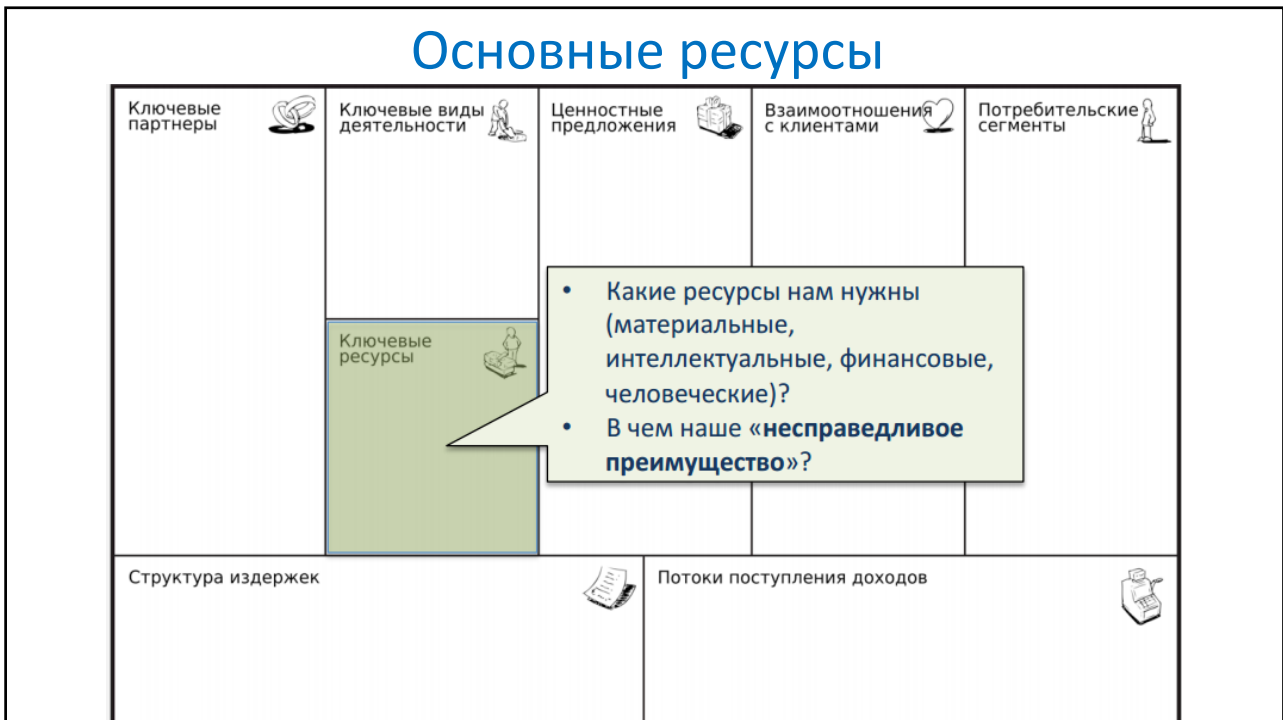 Основные ресурсы
Ключевые
партнеры
Ключевые виды
деятельности
Ценностные
предложения
Взаимоотношения
с клиентами
Потребительские
сегменты
Ключевые
ресурсы
• Какие ресурсы нам нужны
(материальные,
интеллектуальные, финансовые,
человеческие)?
• В чем наше «несправедливое
преимущество»?
Структура издержек
Потоки поступления доходов